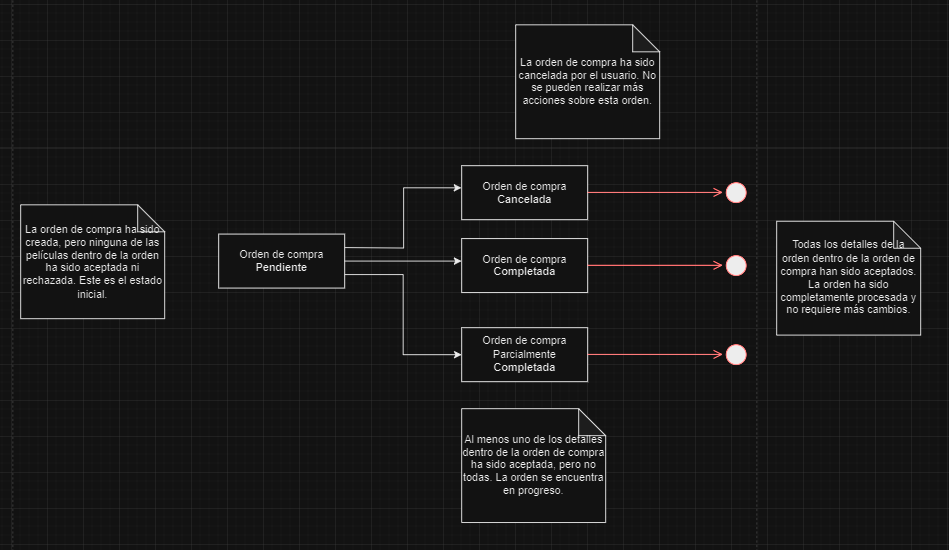 La orden de compra ha sido
cancelada por el usuario. No
se pueden realizar más
acciones sobre esta orden.
La orden de compra ha sido
creada, pero ninguna de las
películas dentro de la orden
ha sido aceptada ni
rechazada. Este es el estado
inicial.
Orden de compra
Pendiente
Orden de compra
Cancelada
Orden de compra
Completada
Orden de compra
Parcialmente
Completada
Todas los detalles de la
orden dentro de la orden de
compra han sido aceptados.
La orden ha sido
completamente procesada y
no requiere más cambios.
Al menos uno de los detalles
dentro de la orden de compra
ha sido aceptada, pero no
todas. La orden se encuentra
en progreso.